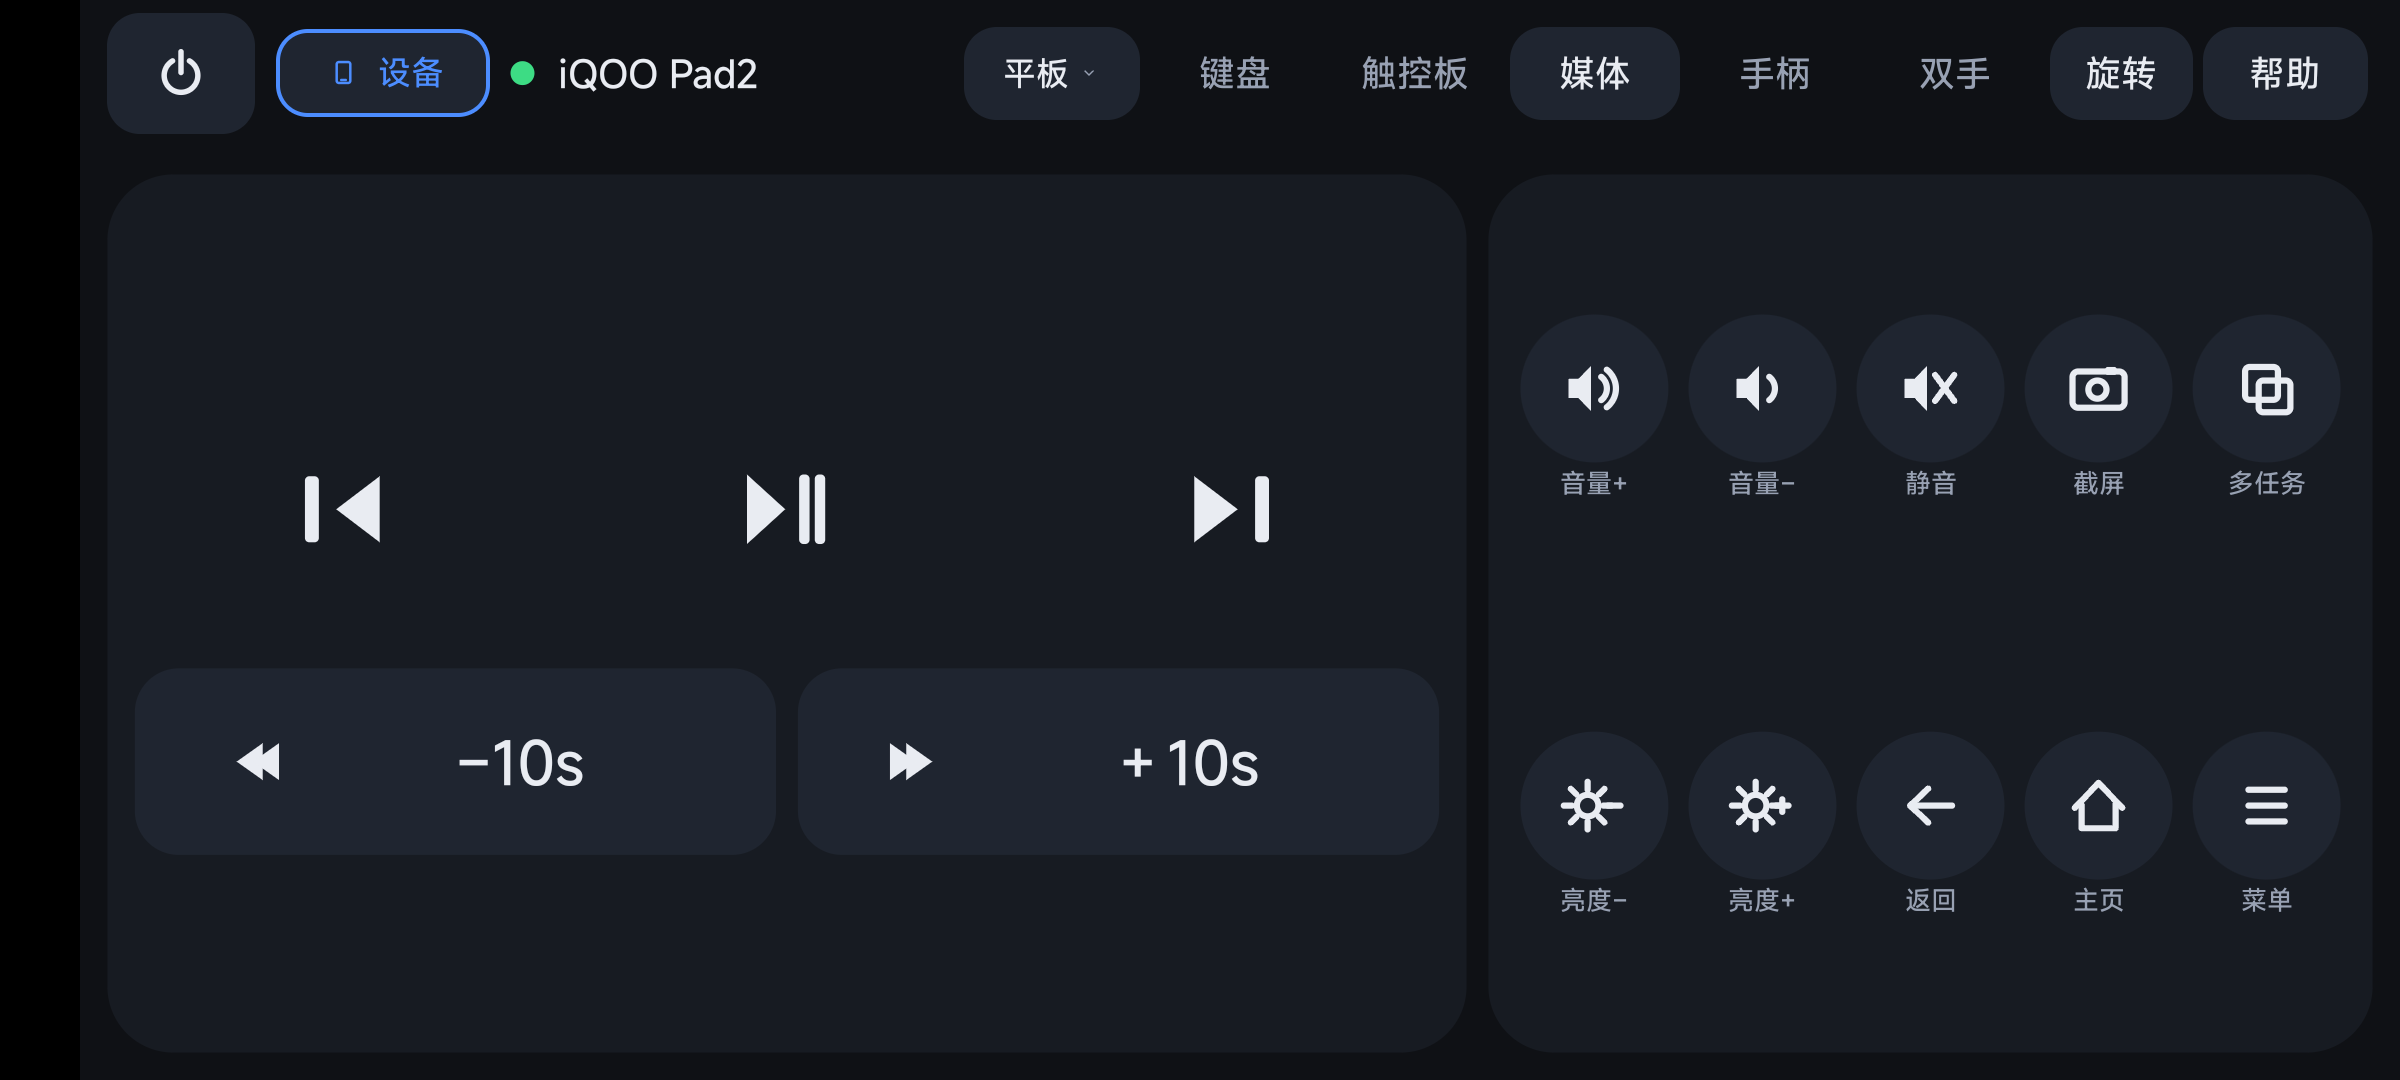 设备 iQOO Pad2 平板 键盘 触控板 媒体 手柄 双手 旋转 帮助
音量+ 音量- 静音 截屏 多任务
-10s +10s
亮度- 亮度+ 返回 主页 菜单